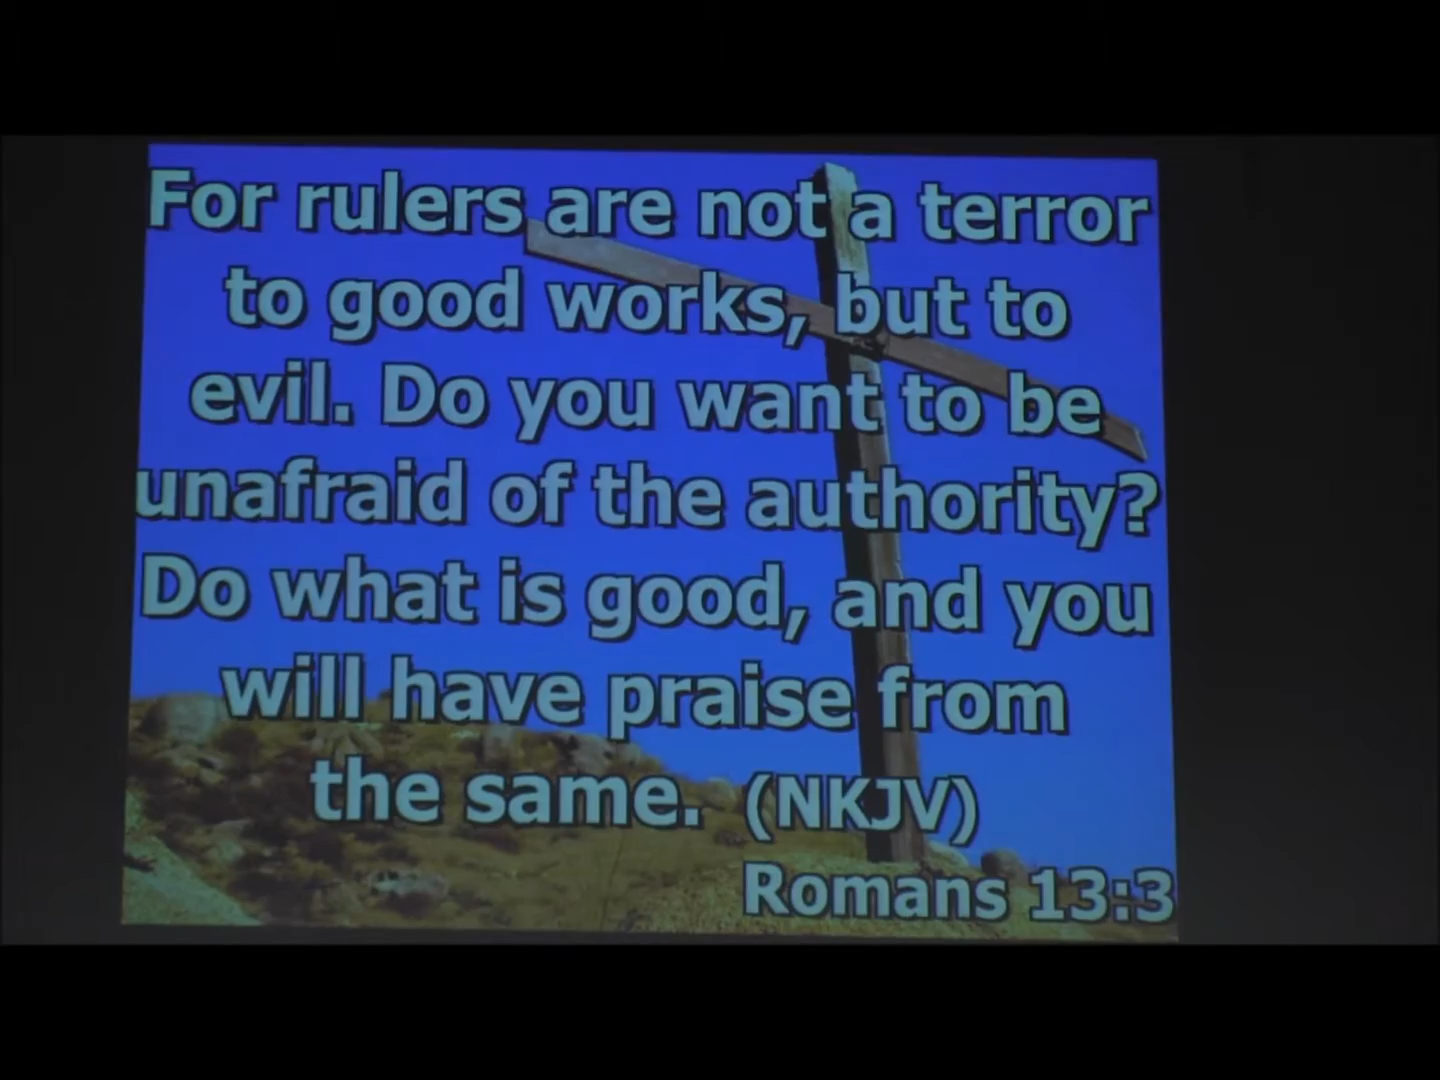 For rulers are not a terror
to good works, but to
evil. Do you want to be
unafraid of the authority?
Do what is good, and you
will have praise from
the same. (NKJV)
Romans 13:3